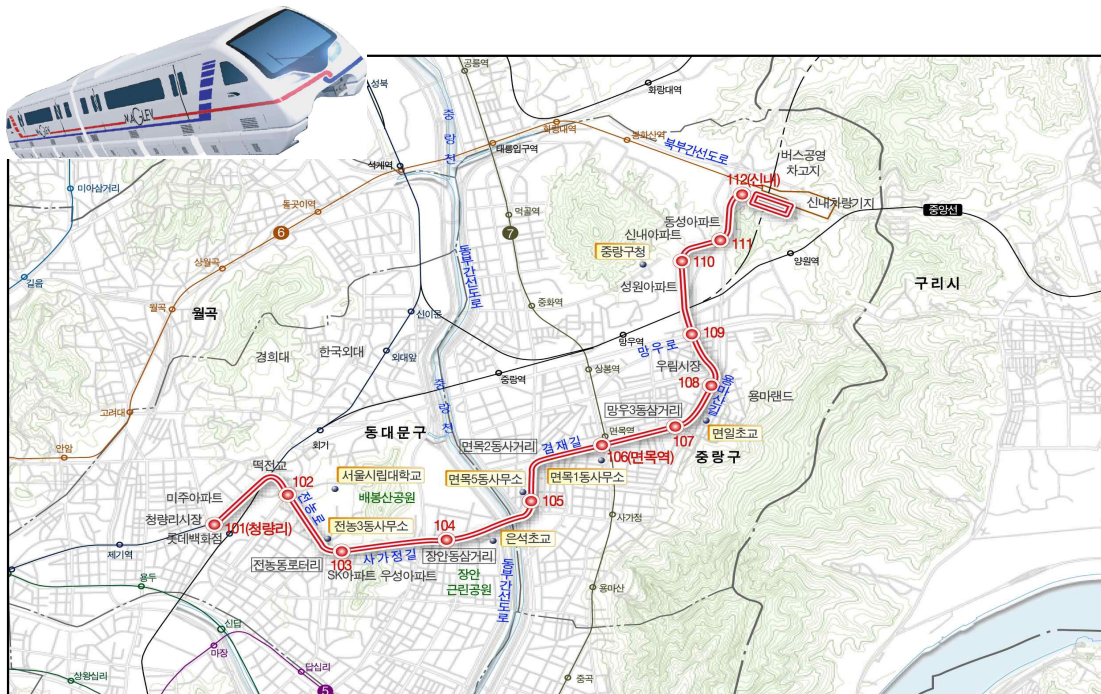 MAGLEV
성북
공릉역
화랑대역
중랑천
화랑대역
태릉입구역
봉화산역
북부간선도로
버스공영
차고지
석계역
미아삼거리
112(신내)
돌곶이역
먹골역
동성아파트
신내차량기지
중앙선
6
7
신내아파트
111
동부간선도로
중랑구청
110
양원역
상월곡
길음
성원아파트
구리시
월곡
월곡
중화역
신이문
109
망우역
망우로
한국외대
외대앞
경희대
우림시장
상봉역
중랑역
108
용마산길
용마랜드
중랑천
고려대
망우3동삼거리
면일초교
동대문구
회기
면목역
107
안암
면목2동사거리
겸재길
106(면목역)
중랑구
떡전교
102
서울시립대학교
배봉산공원
면목5동사무소
면목1동사무소
미주아파트
전농로
105
청량리시장
101(청량리)
전농3동사무소
104
사가정
롯데백화점
은석초교
제기역
전농동로터리
103
사가정길
장안동삼거리
SK아파트 우성아파트
장안
근린공원
동부간선도로
용두
용마산
신답
마장
답십리
상왕십리
5
중곡